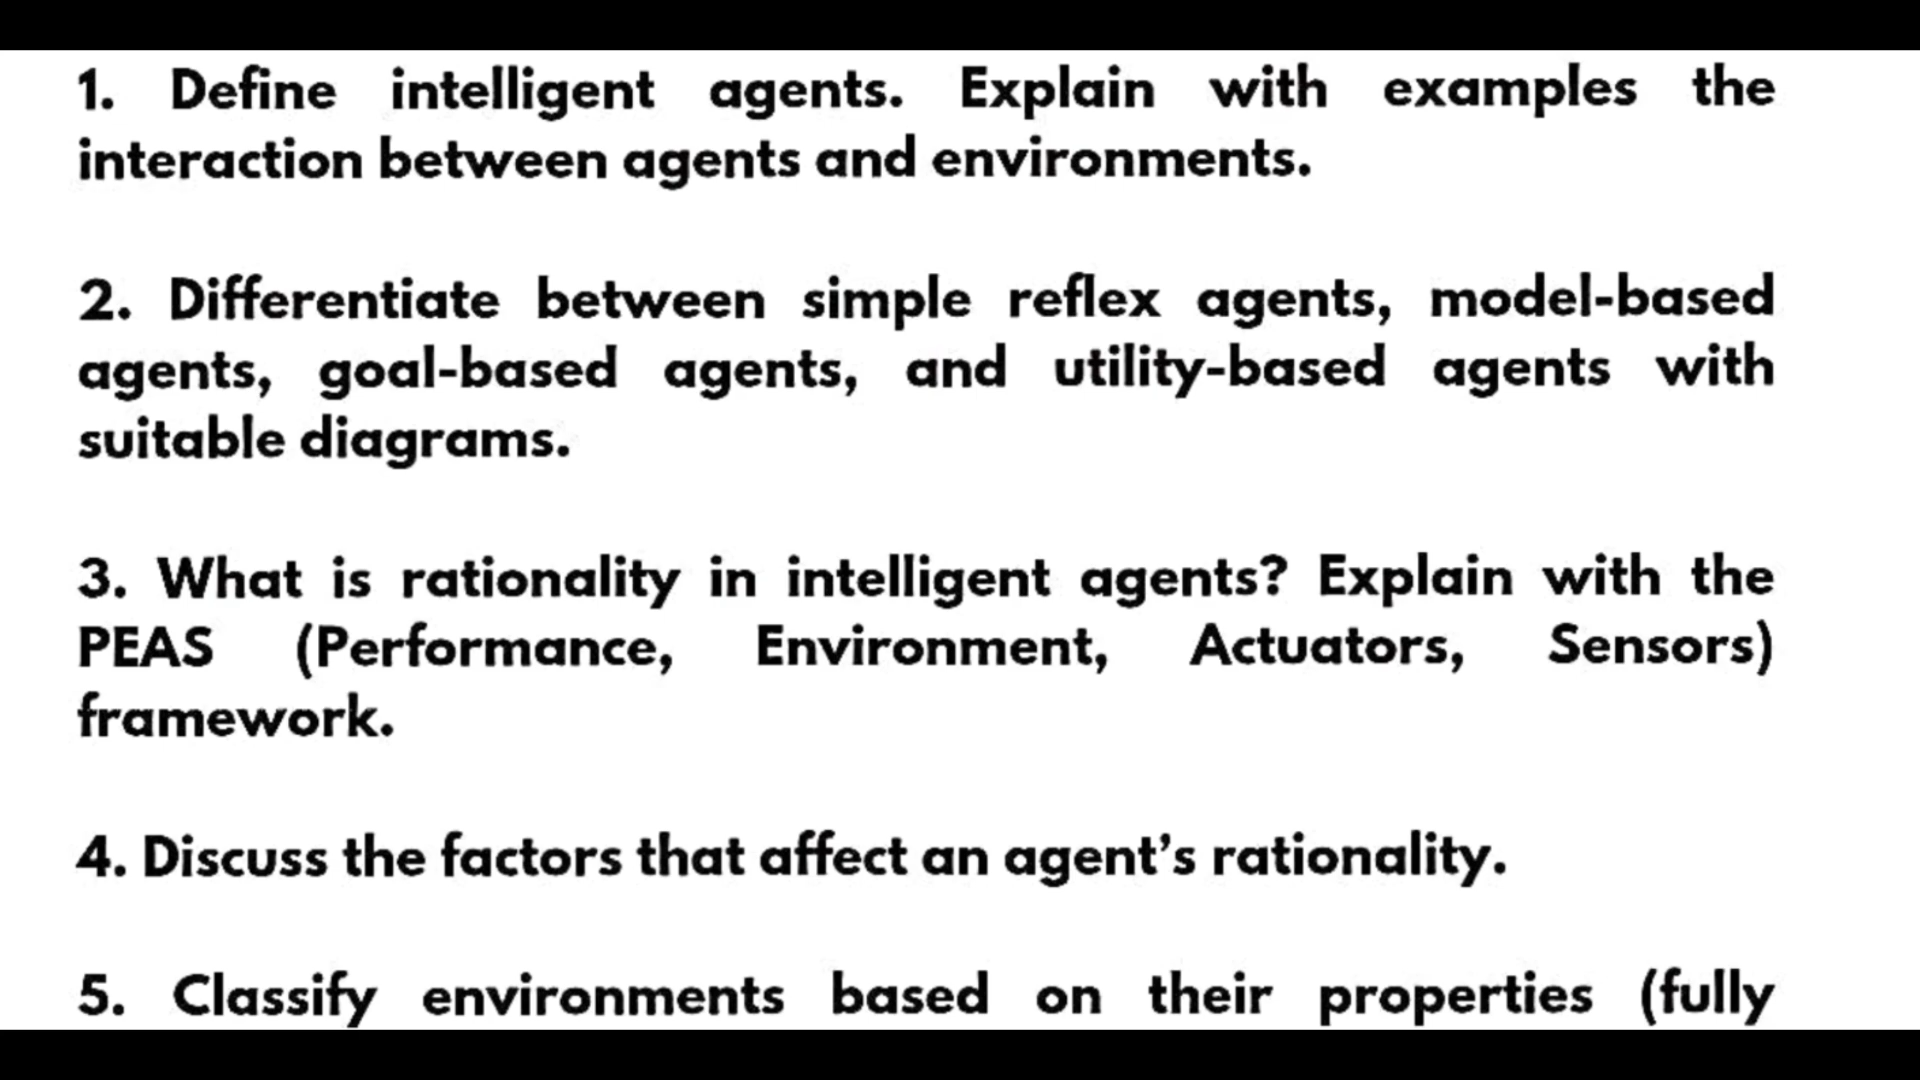 1. Define intelligent agents. Explain with examples the
interaction between agents and environments.
2. Differentiate between simple reflex agents, model-based
agents, goal-based agents, and utility-based agents with
suitable diagrams.
3. What is rationality in intelligent agents? Explain with the
PEAS (Performance, Environment, Actuators, Sensors)
framework.
4. Discuss the factors that affect an agent’s rationality.
5. Classify environments based on their properties (fully